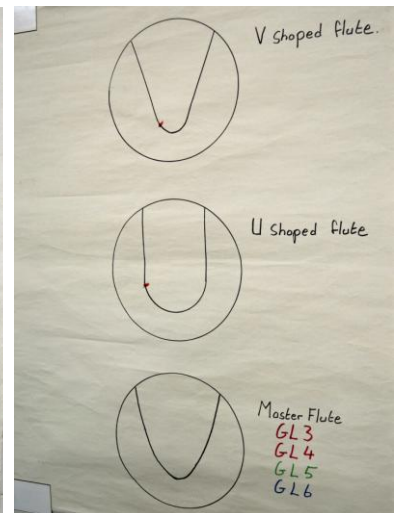 V shaped flute.
U shaped flute
Master Flute
GL3
GL4
GL5
GL6